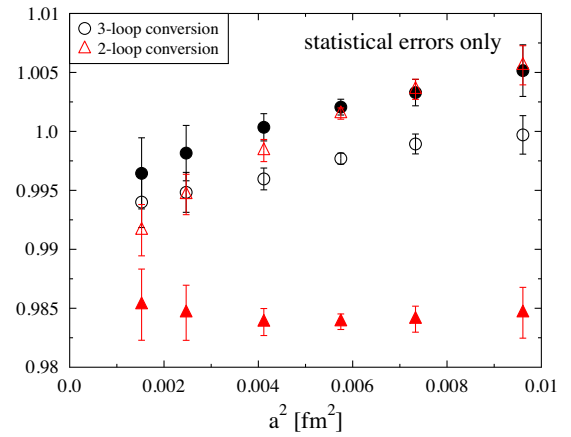 1.01
3-loop conversion
2-loop conversion
statistical errors only
1.005
1.0
0.995
0.99
0.985
0.98
0.0 0.002 0.004 0.006 0.008 0.01
a² [fm²]